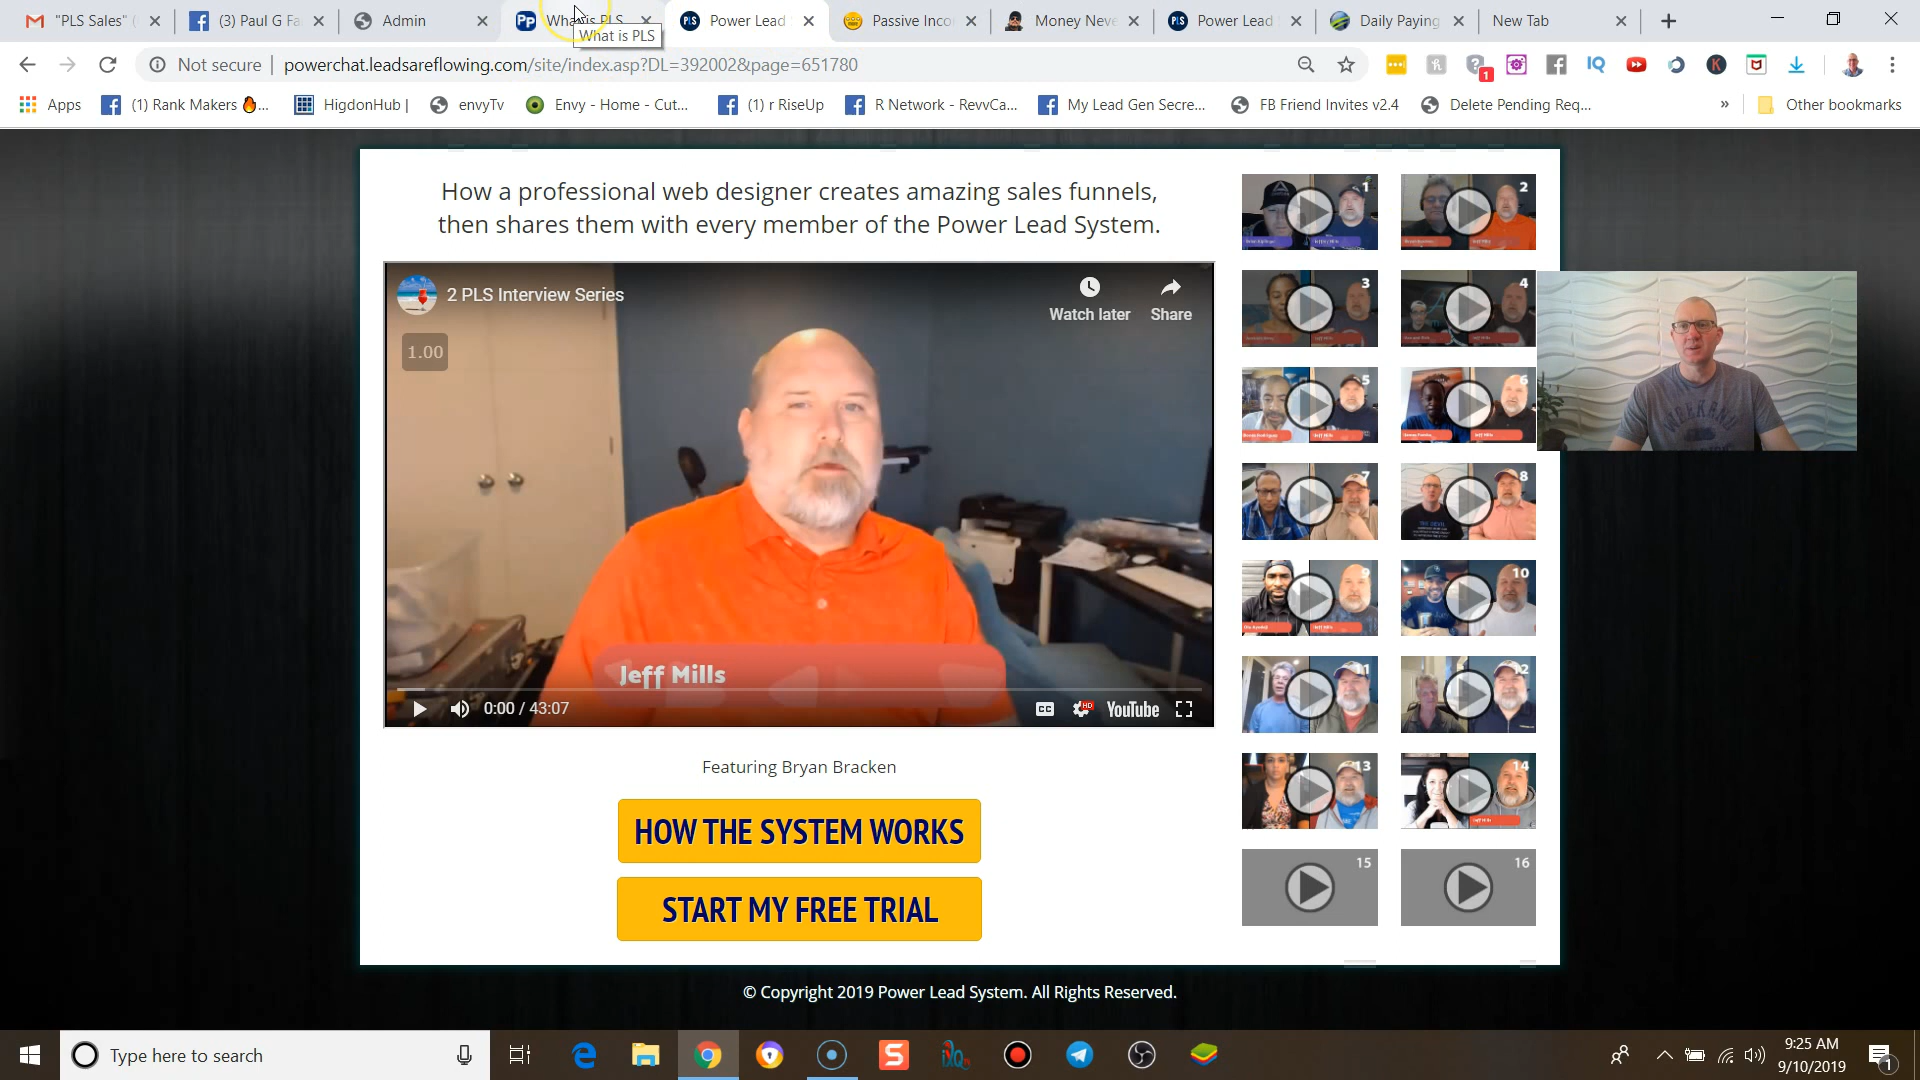 "PLS Sales" (
(3) Paul G Fa
Admin
What is PLS
Power Lead
Passive Inco
Money Neve
Power Lead
Daily Paying
New Tab
What is PLS
Not secure
powerchat.leadsareflowing.com/site/index.asp?DL=392002&page=651780
Apps
(1) Rank Makers 🔥...
HigdonHub |
envyTv
Envy - Home - Cut...
(1) r RiseUp
R Network - RevvCa...
My Lead Gen Secre...
FB Friend Invites v2.4
Delete Pending Req...
»
Other bookmarks
How a professional web designer creates amazing sales funnels,
then shares them with every member of the Power Lead System.
2 PLS Interview Series
Watch later
Share
1.00
Jeff Mills
0:00 / 43:07
CC
HD
YouTube
Featuring Bryan Bracken
HOW THE SYSTEM WORKS
START MY FREE TRIAL
1
2
3
4
5
6
7
8
9
10
11
12
13
14
15
16
© Copyright 2019 Power Lead System. All Rights Reserved.
Type here to search
9:25 AM
9/10/2019
1